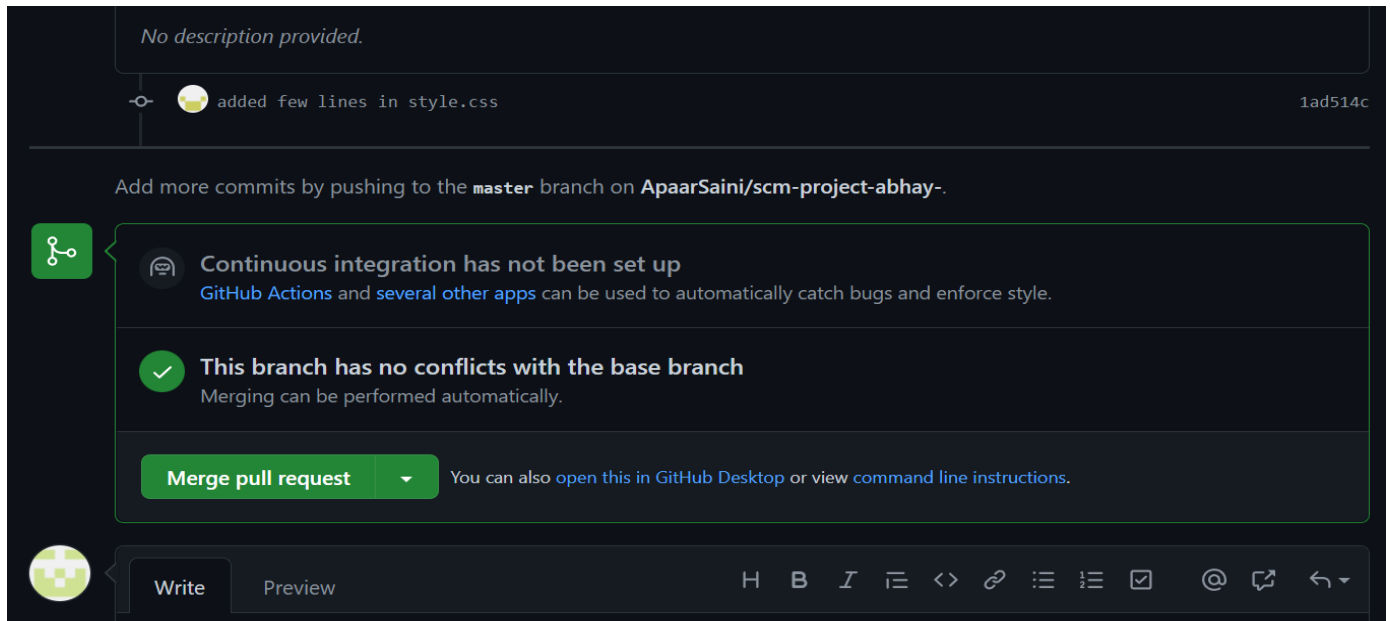 No description provided.
added few lines in style.css 1ad514c
Add more commits by pushing to the master branch on ApaarSaini/scm-project-abhay-.
Continuous integration has not been set up
GitHub Actions and several other apps can be used to automatically catch bugs and enforce style.
This branch has no conflicts with the base branch
Merging can be performed automatically.
Merge pull request You can also open this in GitHub Desktop or view command line instructions.
Write Preview